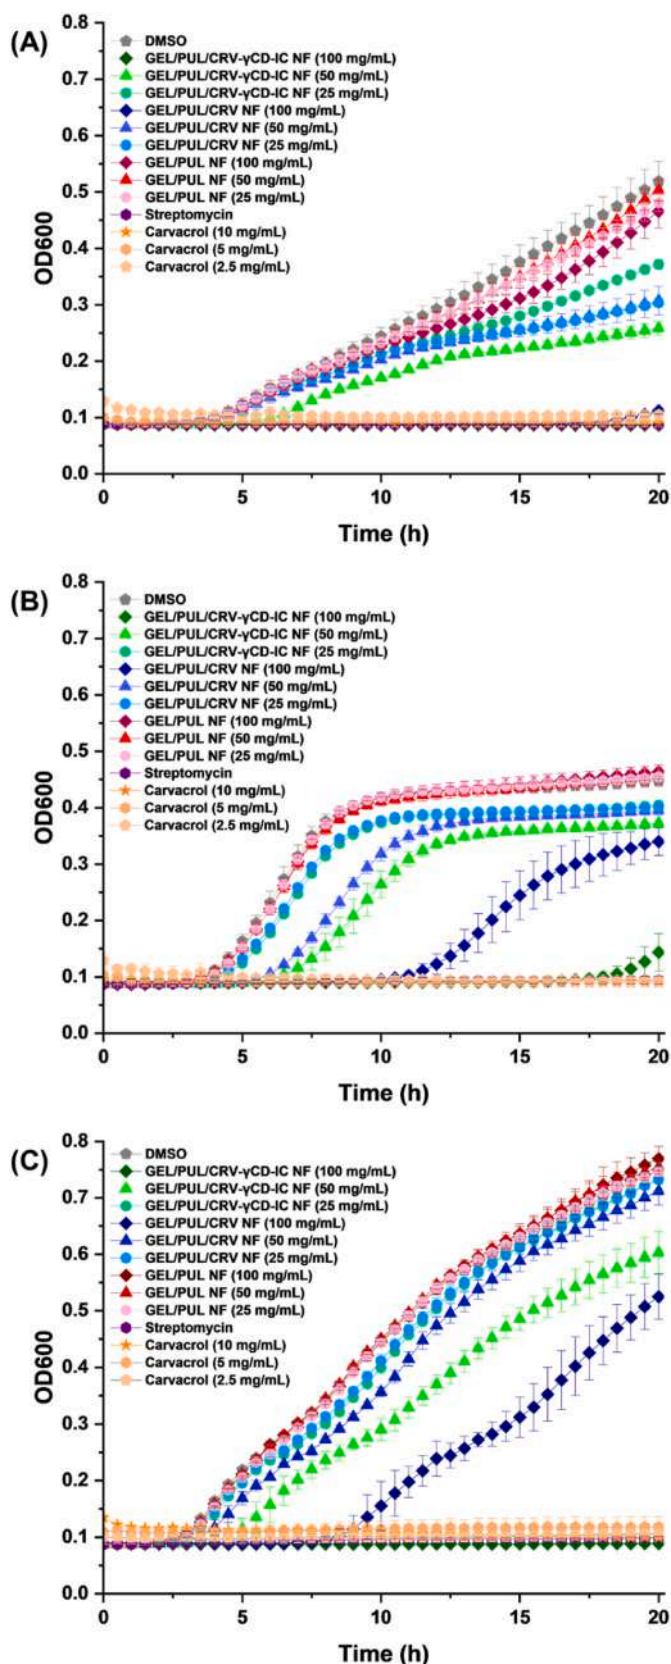 (A)
0.8
0.7
0.6
0.5
0.4
0.3
0.2
0.1
0.0
OD600
DMSO
GEL/PUL/CRV-γCD-IC NF (100 mg/mL)
GEL/PUL/CRV-γCD-IC NF (50 mg/mL)
GEL/PUL/CRV-γCD-IC NF (25 mg/mL)
GEL/PUL/CRV NF (100 mg/mL)
GEL/PUL/CRV NF (50 mg/mL)
GEL/PUL/CRV NF (25 mg/mL)
GEL/PUL NF (100 mg/mL)
GEL/PUL NF (50 mg/mL)
GEL/PUL NF (25 mg/mL)
Streptomycin
Carvacrol (10 mg/mL)
Carvacrol (5 mg/mL)
Carvacrol (2.5 mg/mL)
0 5 10 15 20
Time (h)
(B)
0.8
0.7
0.6
0.5
0.4
0.3
0.2
0.1
0.0
OD600
DMSO
GEL/PUL/CRV-γCD-IC NF (100 mg/mL)
GEL/PUL/CRV-γCD-IC NF (50 mg/mL)
GEL/PUL/CRV-γCD-IC NF (25 mg/mL)
GEL/PUL/CRV NF (100 mg/mL)
GEL/PUL/CRV NF (50 mg/mL)
GEL/PUL/CRV NF (25 mg/mL)
GEL/PUL NF (100 mg/mL)
GEL/PUL NF (50 mg/mL)
GEL/PUL NF (25 mg/mL)
Streptomycin
Carvacrol (10 mg/mL)
Carvacrol (5 mg/mL)
Carvacrol (2.5 mg/mL)
0 5 10 15 20
Time (h)
(C)
0.8
0.7
0.6
0.5
0.4
0.3
0.2
0.1
0.0
OD600
DMSO
GEL/PUL/CRV-γCD-IC NF (100 mg/mL)
GEL/PUL/CRV-γCD-IC NF (50 mg/mL)
GEL/PUL/CRV-γCD-IC NF (25 mg/mL)
GEL/PUL/CRV NF (100 mg/mL)
GEL/PUL/CRV NF (50 mg/mL)
GEL/PUL/CRV NF (25 mg/mL)
GEL/PUL NF (100 mg/mL)
GEL/PUL NF (50 mg/mL)
GEL/PUL NF (25 mg/mL)
Streptomycin
Carvacrol (10 mg/mL)
Carvacrol (5 mg/mL)
Carvacrol (2.5 mg/mL)
0 5 10 15 20
Time (h)